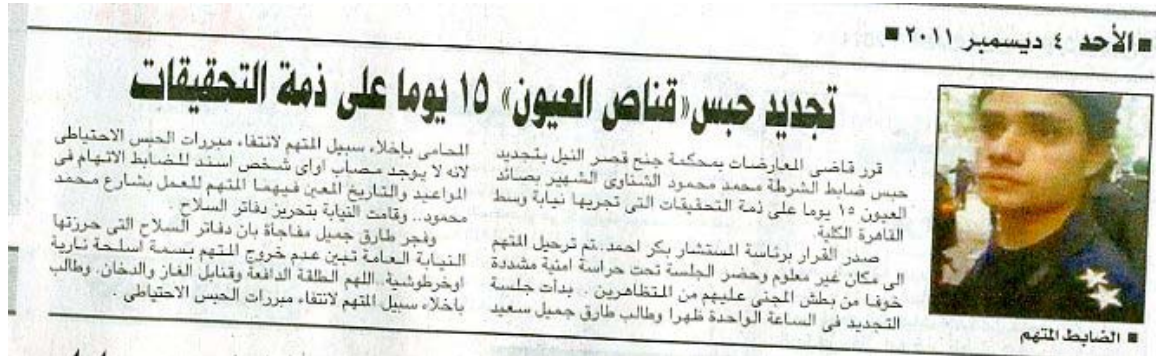 ■ الأحد ٤ ديسمبر ٢٠١١ ■
تجديد حبس «قناص العيون» ١٥ يوما على ذمة التحقيقات
قرر قاضى المعارضات بمحكمة جنح قصر النيل بتجديد
حبس ضابط الشرطة محمد محمود الشناوى الشهير بصائد
العيون ١٥ يوما على ذمة التحقيقات التى تجريها نيابة وسط
القاهرة الكلية.
صدر القرار برئاسة المستشار بكر احمد.تم ترحيل المتهم
الى مكان غير معلوم وحضر الجلسة تحت حراسة امنية مشددة
خوفا من بطش المجنى عليهم من المتظاهرين . بدأت جلسة
التجديد فى الساعة الواحدة ظهرا وطالب طارق جميل سعيد
المحامى بإخلاء سبيل المتهم لانتفاء مبررات الحبس الاحتياطى
لانه لا يوجد مصاب اواى شخص اسند للضابط الاتهام فى
المواعيد والتاريخ المعين فيهما المتهم للعمل بشارع محمد
محمود.. وقامت النيابة بتحريز دفاتر السلاح .
وفجر طارق جميل مفاجأة بان دفاتر السلاح التى حرزتها
النيابة العامة تبين عدم خروج المتهم بسمة اسلحة نارية
اوخرطوشية..اللهم الطلقة الدافعة وقنابل الغاز والدخان. وطالب
باخلاء سبيل المتهم لانتفاء مبررات الحبس الاحتياطى .
■ الضابط المتهم